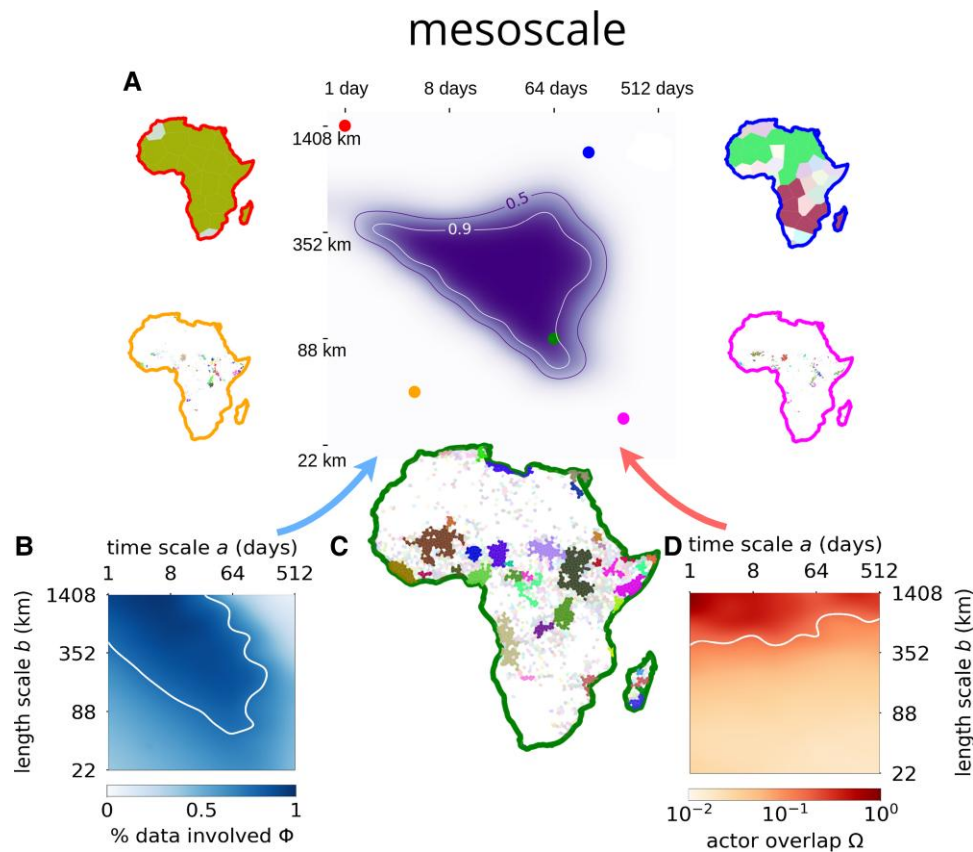 mesoscale
A
1 day 8 days 64 days 512 days
1408 km
0.5
0.9
352 km
88 km
22 km
B
time scale a (days)
1 8 64 512
1408
352
88
22
length scale b (km)
0 0.5 1
% data involved Φ
C
D
time scale a (days)
1 8 64 512
1408
352
88
22
length scale b (km)
10⁻² 10⁻¹ 10⁰
actor overlap Ω